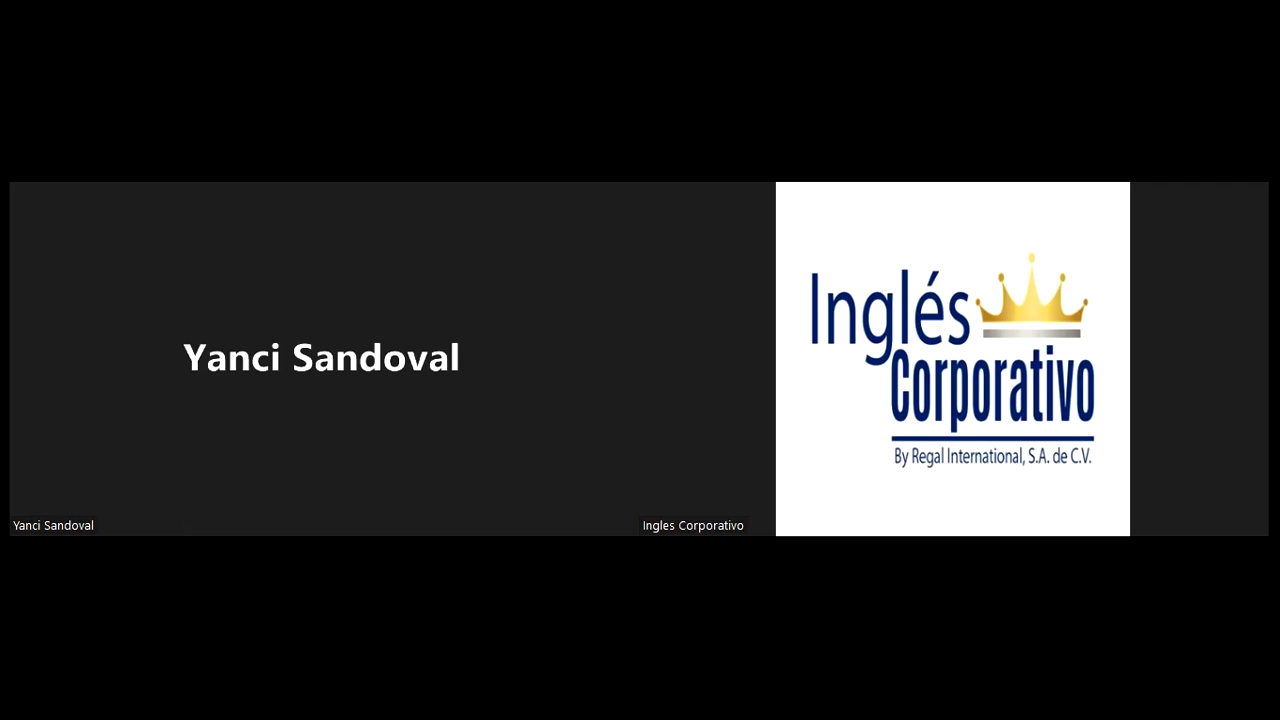 Yanci Sandoval
Yanci Sandoval
Ingles Corporativo
Inglés
Corporativo
By Regal International, S.A. de C.V.